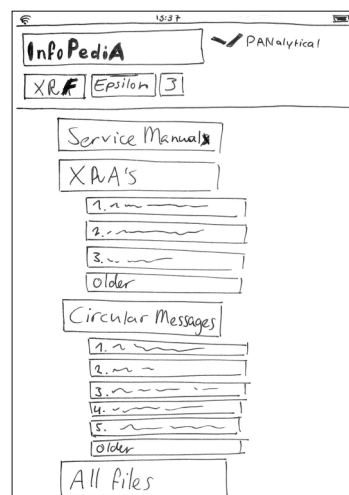 15:37
InfoPediA
PANalytical
XRF Epsilon 3
Service Manual
XRA'S
1.
2.
3.
older
Circular Messages
1.
2.
3.
4.
5.
older
All files